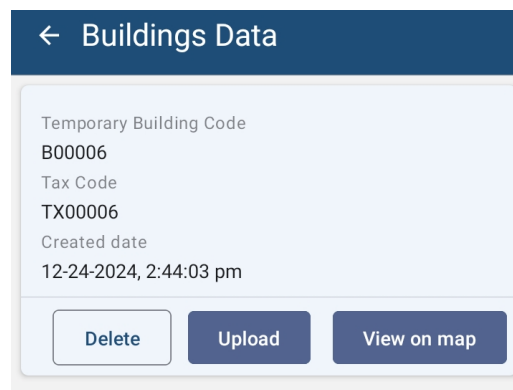 Buildings Data
Temporary Building Code
B00006
Tax Code
TX00006
Created date
12-24-2024, 2:44:03 pm
Delete Upload View on map